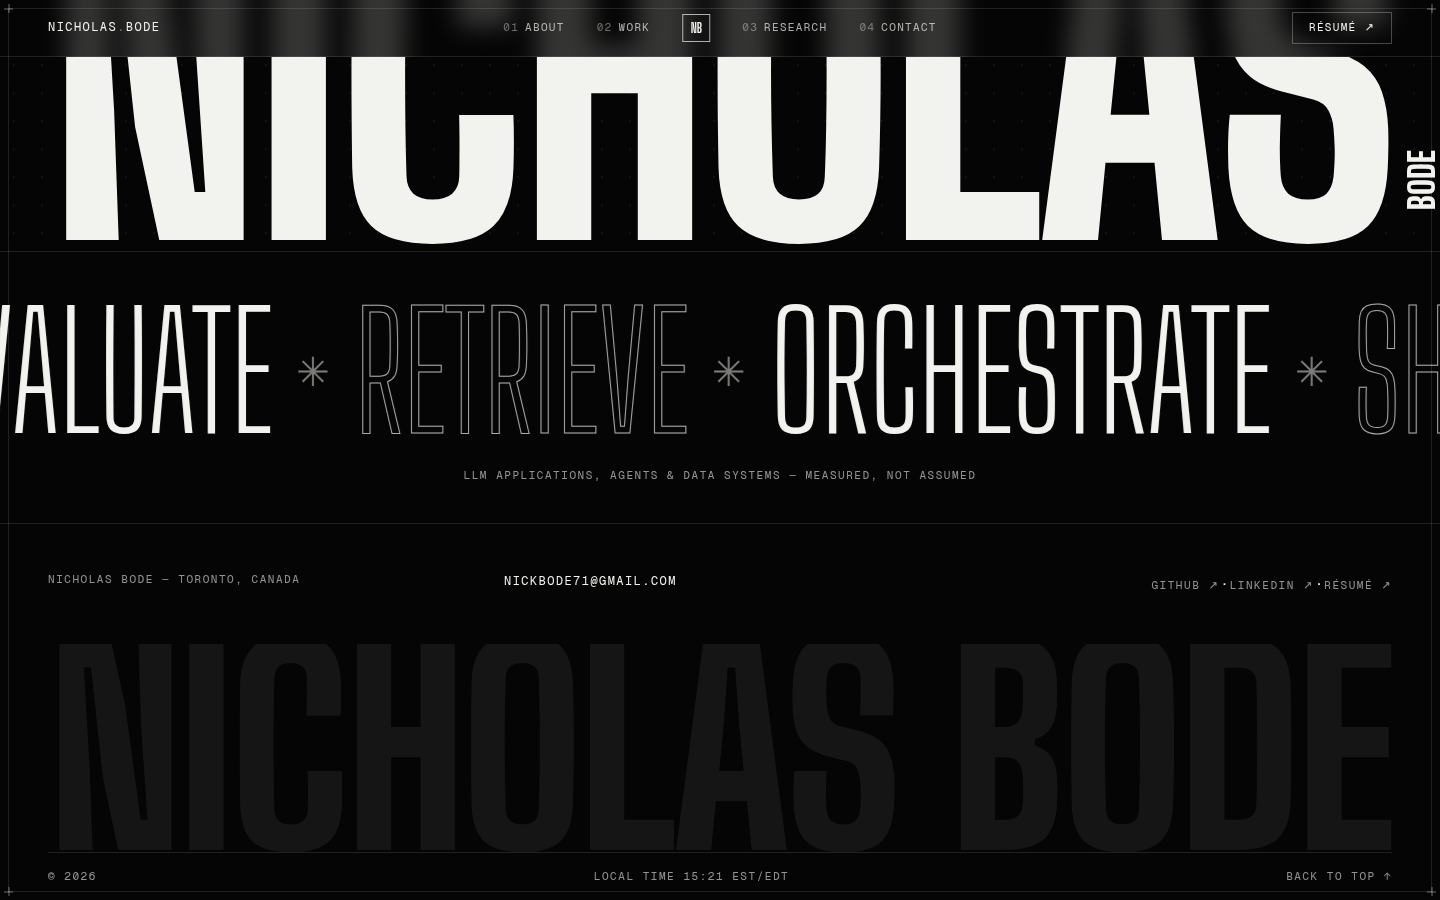 NICHOLAS.BODE
01 ABOUT
02 WORK
NB
03 RESEARCH
04 CONTACT
RÉSUMÉ ↗
NICHOLAS
BODE
VALUATE ✳ RETRIEVE ✳ ORCHESTRATE ✳ SH
LLM APPLICATIONS, AGENTS & DATA SYSTEMS — MEASURED, NOT ASSUMED
NICHOLAS BODE — TORONTO, CANADA
NICKBODE71@GMAIL.COM
GITHUB ↗·LINKEDIN ↗·RÉSUMÉ ↗
NICHOLAS BODE
© 2026
LOCAL TIME 15:21 EST/EDT
BACK TO TOP ↑